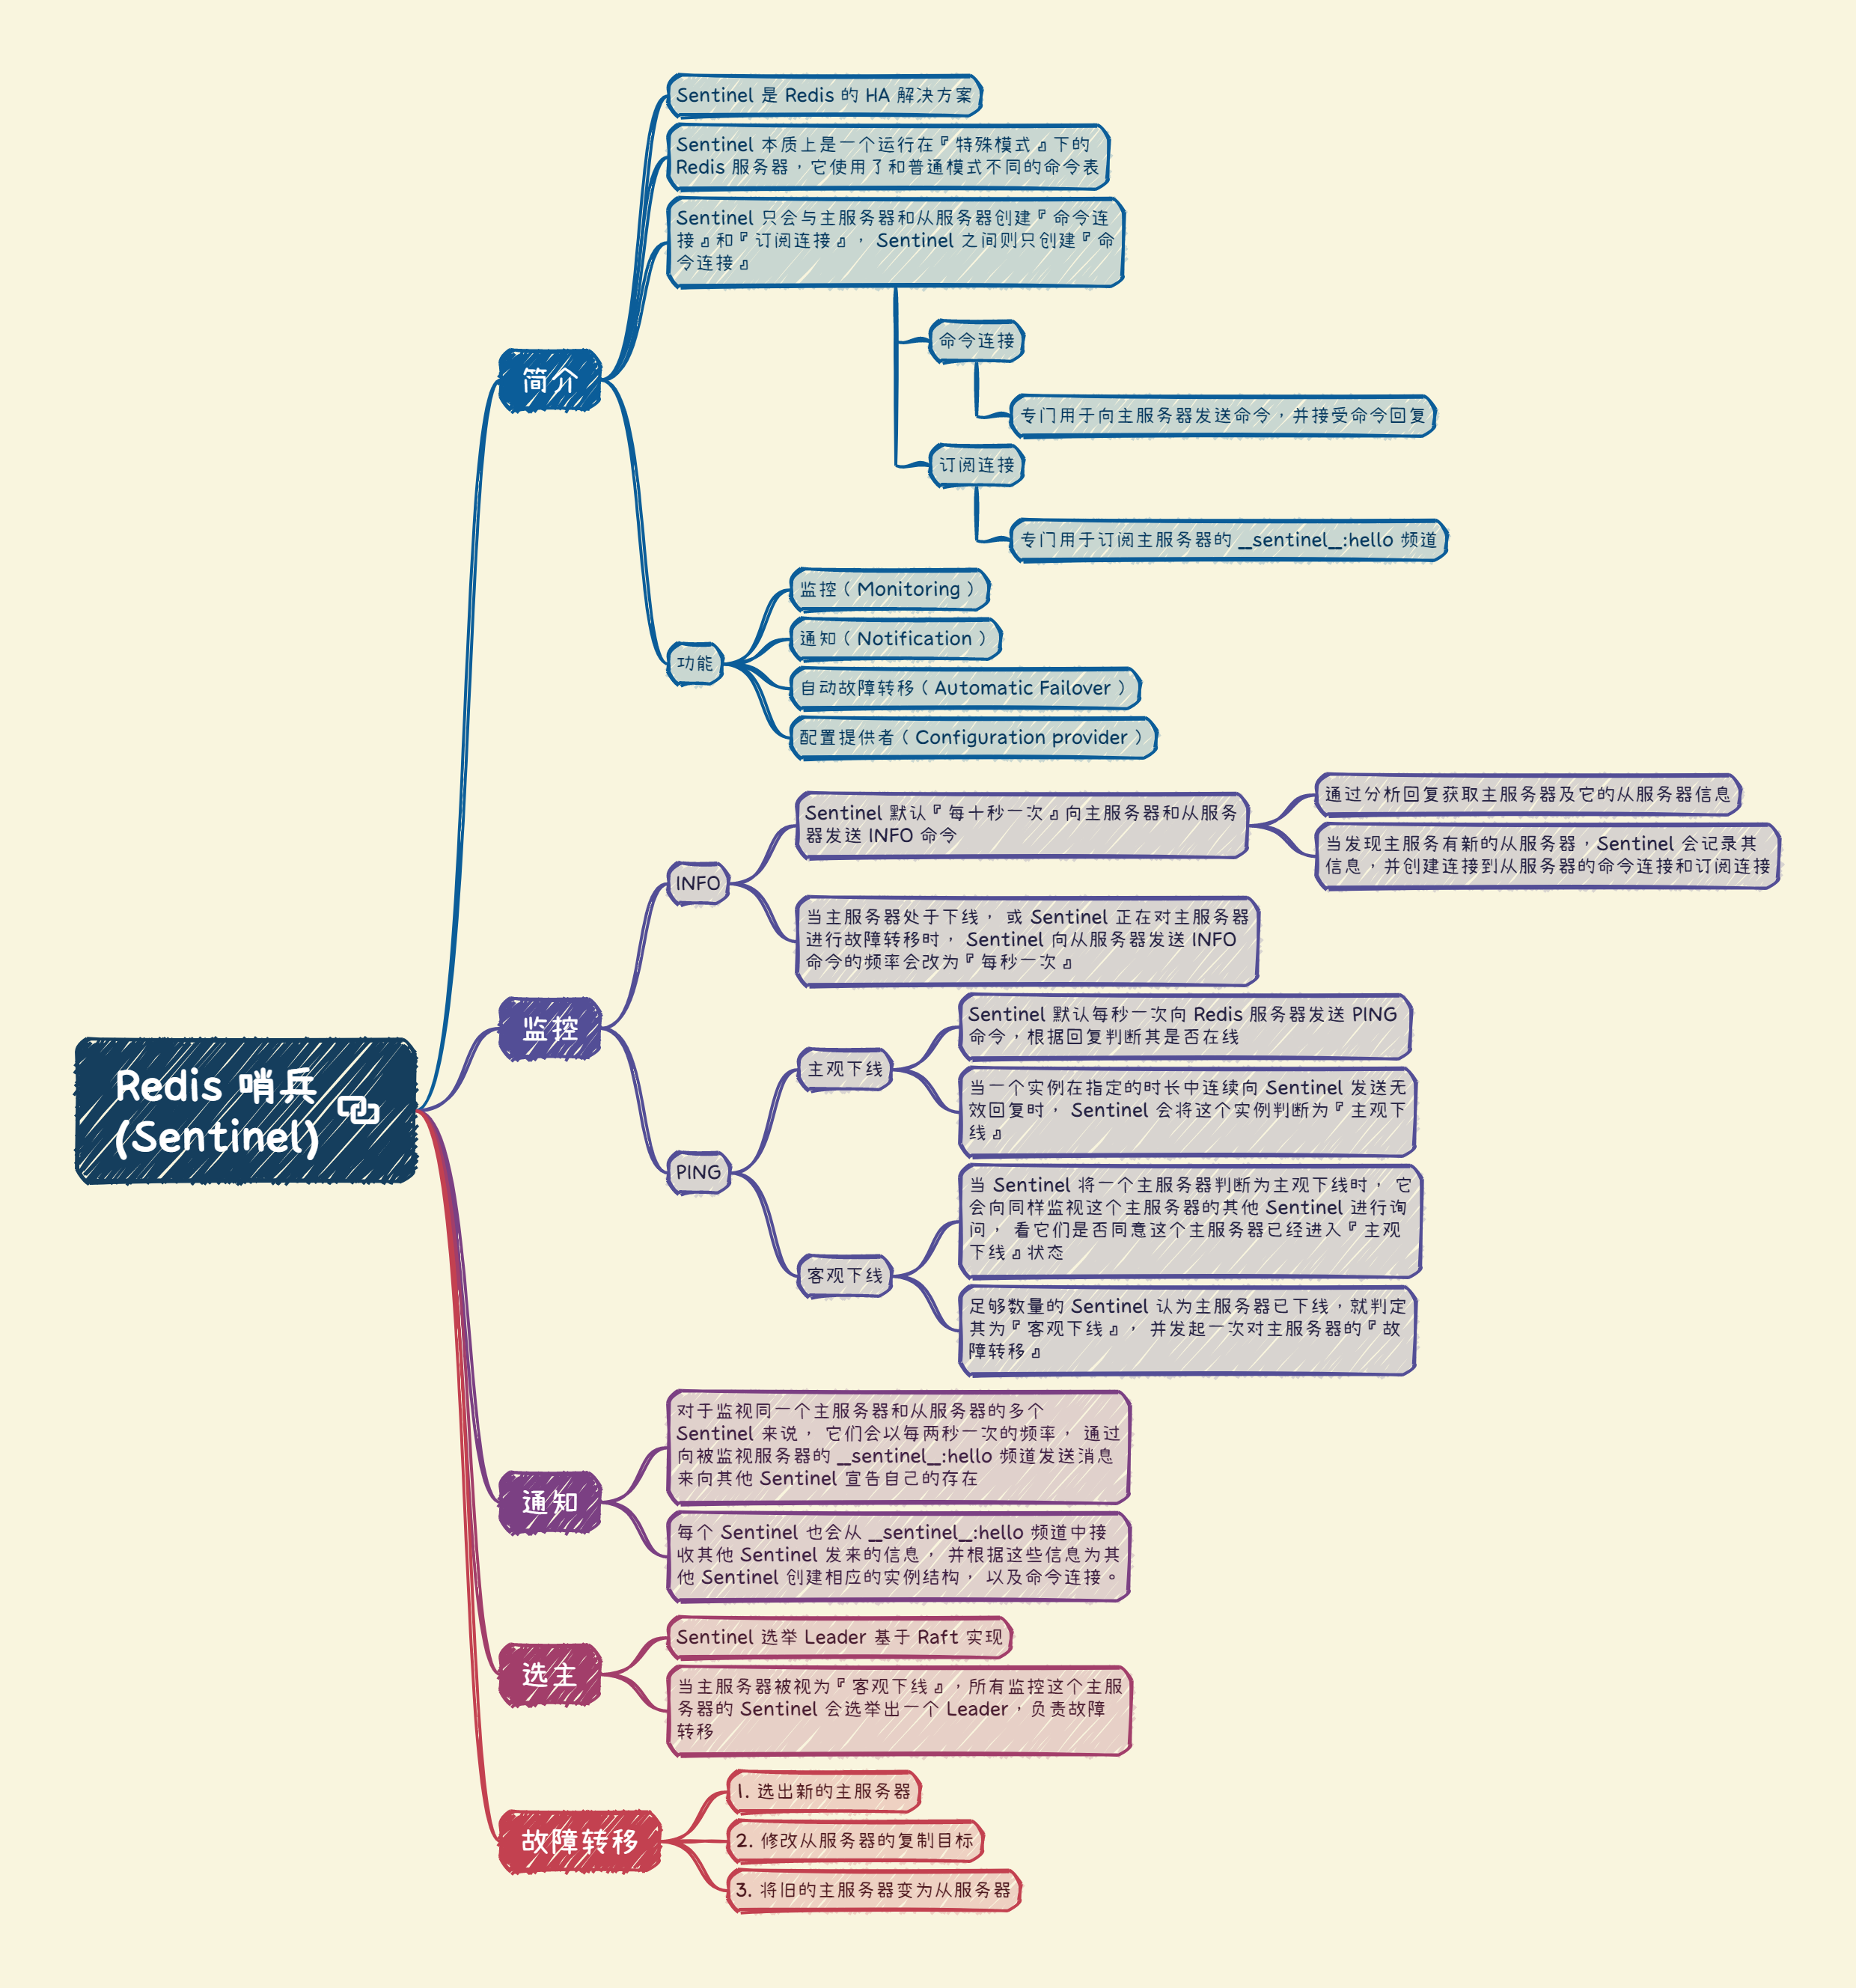 Sentinel 是 Redis 的 HA 解决方案
Sentinel 本质上是一个运行在『特殊模式』下的
Redis 服务器，它使用了和普通模式不同的命令表
Sentinel 只会与主服务器和从服务器创建『命令连
接』和『订阅连接』， Sentinel 之间则只创建『命
令连接』
命令连接
简介
专门用于向主服务器发送命令，并接受命令回复
订阅连接
专门用于订阅主服务器的 __sentinel__:hello 频道
监控（Monitoring）
通知（Notification）
功能
自动故障转移（Automatic Failover）
配置提供者（Configuration provider）
Sentinel 默认『每十秒一次』向主服务器和从服务
器发送 INFO 命令
通过分析回复获取主服务器及它的从服务器信息
当发现主服务有新的从服务器，Sentinel 会记录其
信息，并创建连接到从服务器的命令连接和订阅连接
INFO
当主服务器处于下线， 或 Sentinel 正在对主服务器
进行故障转移时， Sentinel 向从服务器发送 INFO
命令的频率会改为『每秒一次』
监控
Sentinel 默认每秒一次向 Redis 服务器发送 PING
命令，根据回复判断其是否在线
主观下线
当一个实例在指定的时长中连续向 Sentinel 发送无
效回复时， Sentinel 会将这个实例判断为『主观下
线』
Redis 哨兵
(Sentinel)
PING
当 Sentinel 将一个主服务器判断为主观下线时， 它
会向同样监视这个主服务器的其他 Sentinel 进行询
问， 看它们是否同意这个主服务器已经进入『主观
下线』状态
客观下线
足够数量的 Sentinel 认为主服务器已下线，就判定
其为『客观下线』， 并发起一次对主服务器的『故
障转移』
对于监视同一个主服务器和从服务器的多个
Sentinel 来说， 它们会以每两秒一次的频率， 通过
向被监视服务器的 __sentinel__:hello 频道发送消息
来向其他 Sentinel 宣告自己的存在
通知
每个 Sentinel 也会从 __sentinel__:hello 频道中接
收其他 Sentinel 发来的信息， 并根据这些信息为其
他 Sentinel 创建相应的实例结构， 以及命令连接。
Sentinel 选举 Leader 基于 Raft 实现
选主
当主服务器被视为『客观下线』，所有监控这个主服
务器的 Sentinel 会选举出一个 Leader，负责故障
转移
1. 选出新的主服务器
故障转移
2. 修改从服务器的复制目标
3. 将旧的主服务器变为从服务器